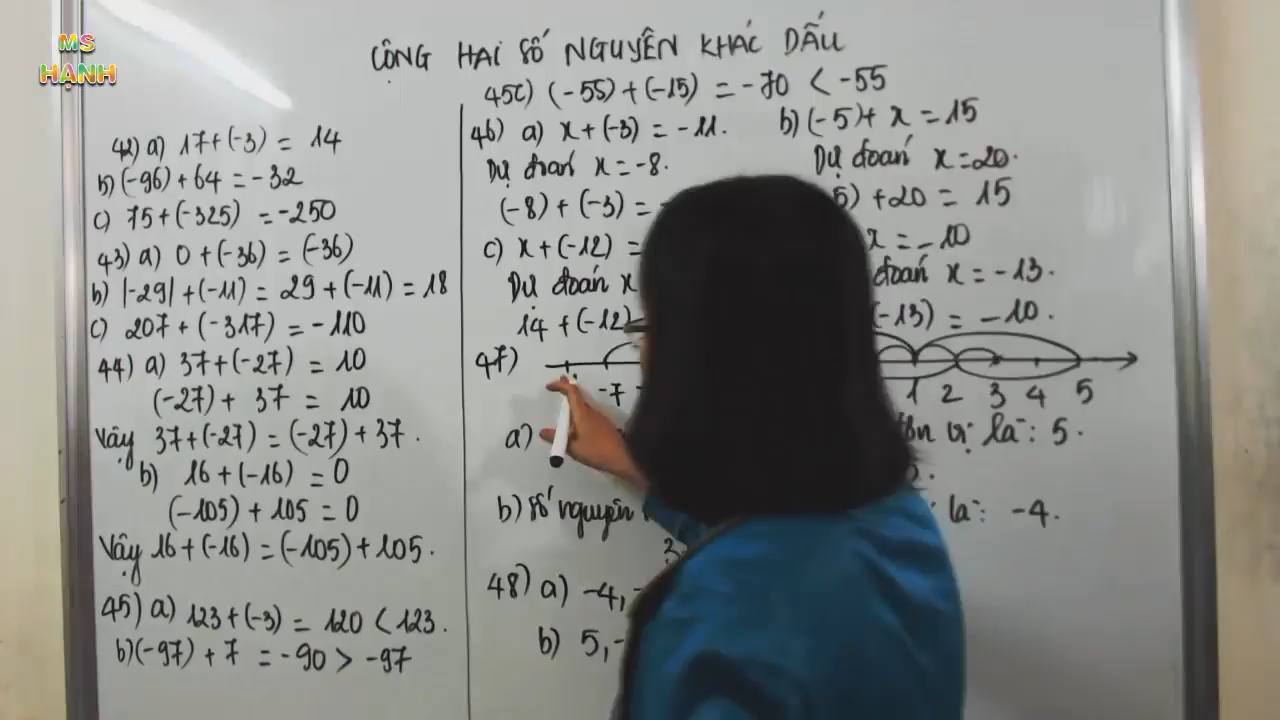 MS
HẠNH
CỘNG HAI SỐ NGUYÊN KHÁC DẤU
42) a) 17+(-3) = 14
b) (-96) + 64 = -32
c) 75+(-325) = -250
43) a) 0 + (-36) = (-36)
b) |-29| + (-11) = 29 + (-11) = 18
c) 207 + (-317) = -110
44) a) 37+(-27) = 10
(-27) + 37 = 10
Vậy 37+(-27) = (-27) + 37.
b) 16 + (-16) = 0
(-105) + 105 = 0
Vậy 16 + (-16) = (-105) + 105.
45) a) 123 + (-3) = 120 < 123.
b) (-97) + 7 = -90 > -97
45c) (-55) + (-15) = -70 < -55
46) a) x + (-3) = -11. b) (-5) + x = 15
Dự đoán x = -8. Dự đoán x = 20.
(-8) + (-3) = 5) + 20 = 15
c) x + (-12) = x = -10
Dự đoán x đoán x = -13.
14 + (-12) (-13) = -10.
47)
-7 1 2 3 4 5
a) vị là: 5.
b) số nguyên là: -4.
3
48) a) -4,
b) 5, -